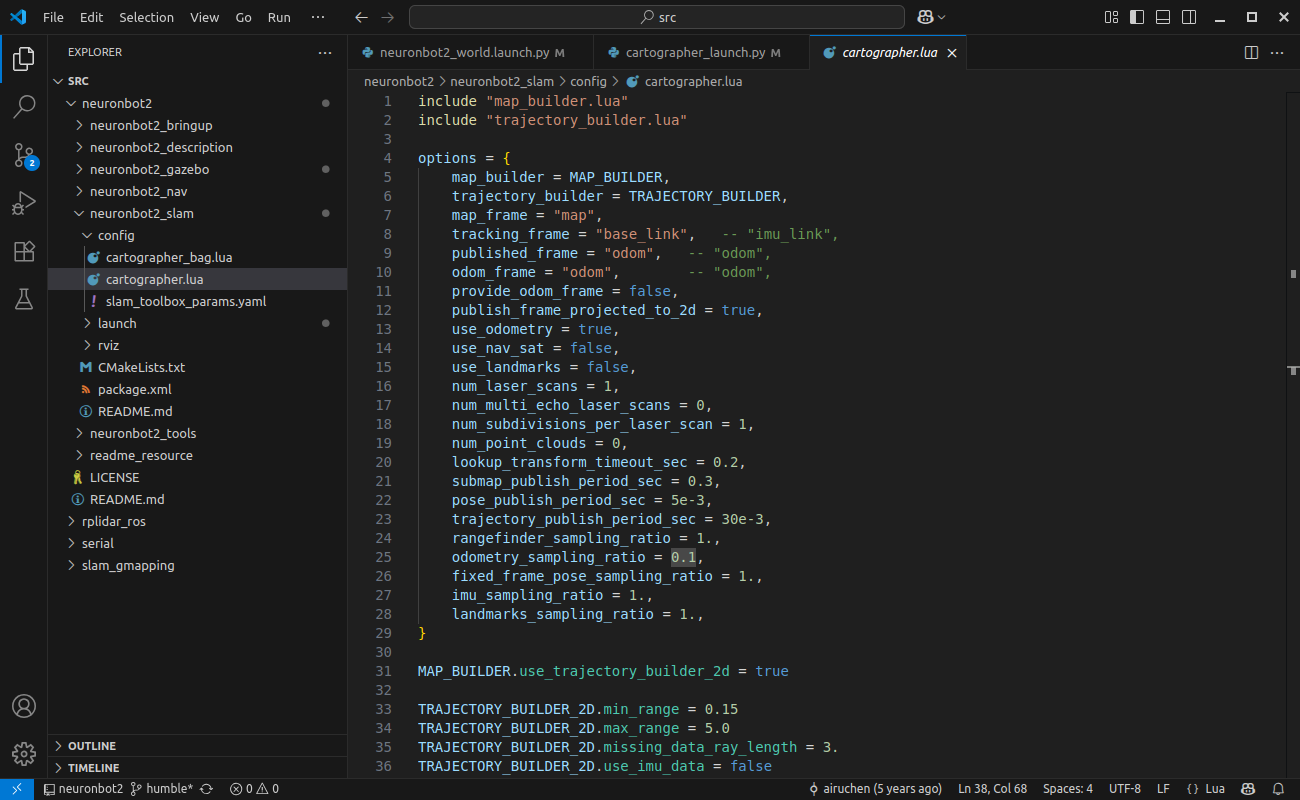 File Edit Selection View Go Run ··· src
EXPLORER ···
SRC
neuronbot2
neuronbot2_bringup
neuronbot2_description
neuronbot2_gazebo
neuronbot2_nav
neuronbot2_slam
config
cartographer_bag.lua
cartographer.lua
! slam_toolbox_params.yaml
launch
rviz
CMakeLists.txt
package.xml
README.md
neuronbot2_tools
readme_resource
LICENSE
README.md
rplidar_ros
serial
slam_gmapping
OUTLINE
TIMELINE
2
neuronbot2_world.launch.py M cartographer_launch.py M cartographer.lua
neuronbot2 > neuronbot2_slam > config > cartographer.lua
1 include "map_builder.lua"
2 include "trajectory_builder.lua"
3
4 options = {
5 map_builder = MAP_BUILDER,
6 trajectory_builder = TRAJECTORY_BUILDER,
7 map_frame = "map",
8 tracking_frame = "base_link", -- "imu_link",
9 published_frame = "odom", -- "odom",
10 odom_frame = "odom", -- "odom",
11 provide_odom_frame = false,
12 publish_frame_projected_to_2d = true,
13 use_odometry = true,
14 use_nav_sat = false,
15 use_landmarks = false,
16 num_laser_scans = 1,
17 num_multi_echo_laser_scans = 0,
18 num_subdivisions_per_laser_scan = 1,
19 num_point_clouds = 0,
20 lookup_transform_timeout_sec = 0.2,
21 submap_publish_period_sec = 0.3,
22 pose_publish_period_sec = 5e-3,
23 trajectory_publish_period_sec = 30e-3,
24 rangefinder_sampling_ratio = 1.,
25 odometry_sampling_ratio = 0.1,
26 fixed_frame_pose_sampling_ratio = 1.,
27 imu_sampling_ratio = 1.,
28 landmarks_sampling_ratio = 1.,
29 }
30
31 MAP_BUILDER.use_trajectory_builder_2d = true
32
33 TRAJECTORY_BUILDER_2D.min_range = 0.15
34 TRAJECTORY_BUILDER_2D.max_range = 5.0
35 TRAJECTORY_BUILDER_2D.missing_data_ray_length = 3.
36 TRAJECTORY_BUILDER_2D.use_imu_data = false
neuronbot2 humble* 0 0 airuchen (5 years ago) Ln 38, Col 68 Spaces: 4 UTF-8 LF {} Lua